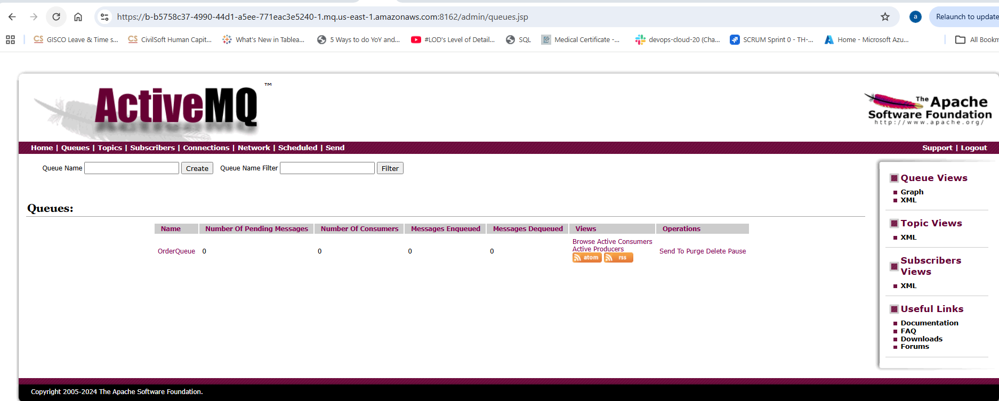 https://b-b5758c37-4990-44d1-a5ee-771eac3e5240-1.mq.us-east-1.amazonaws.com:8162/admin/queues.jsp
a
Relaunch to update
CS GISCO Leave & Time s...
CS CivilSoft Human Capit...
What's New in Tablea...
5 Ways to do YoY and...
#LOD's Level of Detail...
SQL
Medical Certificate -...
devops-cloud-20 (Cha...
SCRUM Sprint 0 - TH-...
Home - Microsoft Azu...
All Bookm
ActiveMQ™
The Apache
Software Foundation
http://www.apache.org/
Home | Queues | Topics | Subscribers | Connections | Network | Scheduled | Send
Support | Logout
Queue Name Create Queue Name Filter Filter
Queues:
Name Number Of Pending Messages Number Of Consumers Messages Enqueued Messages Dequeued Views Operations
OrderQueue 0 0 0 0
Browse Active Consumers
Active Producers
atom rss
Send To Purge Delete Pause
Queue Views
Graph
XML
Topic Views
XML
Subscribers
Views
XML
Useful Links
Documentation
FAQ
Downloads
Forums
Copyright 2005-2024 The Apache Software Foundation.